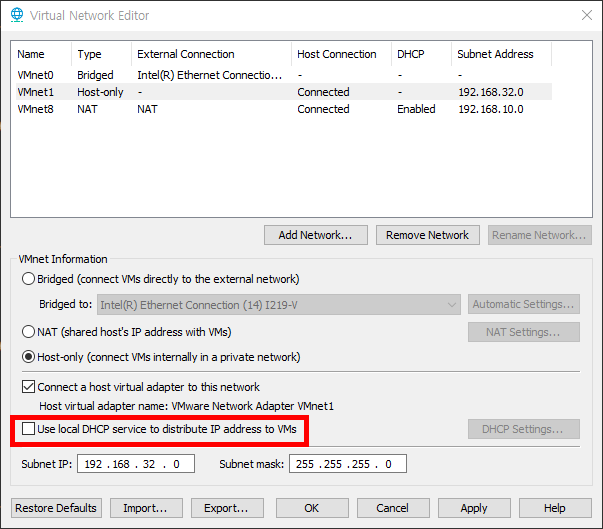 Virtual Network Editor
Name Type External Connection Host Connection DHCP Subnet Address
VMnet0 Bridged Intel(R) Ethernet Connectio... - - -
VMnet1 Host-only - Connected - 192.168.32.0
VMnet8 NAT NAT Connected Enabled 192.168.10.0
Add Network... Remove Network Rename Network...
VMnet Information
Bridged (connect VMs directly to the external network)
Bridged to: Intel(R) Ethernet Connection (14) I219-V Automatic Settings...
NAT (shared host's IP address with VMs) NAT Settings...
Host-only (connect VMs internally in a private network)
Connect a host virtual adapter to this network
Host virtual adapter name: VMware Network Adapter VMnet1
Use local DHCP service to distribute IP address to VMs DHCP Settings...
Subnet IP: 192 . 168 . 32 . 0 Subnet mask: 255 . 255 . 255 . 0
Restore Defaults Import... Export... OK Cancel Apply Help